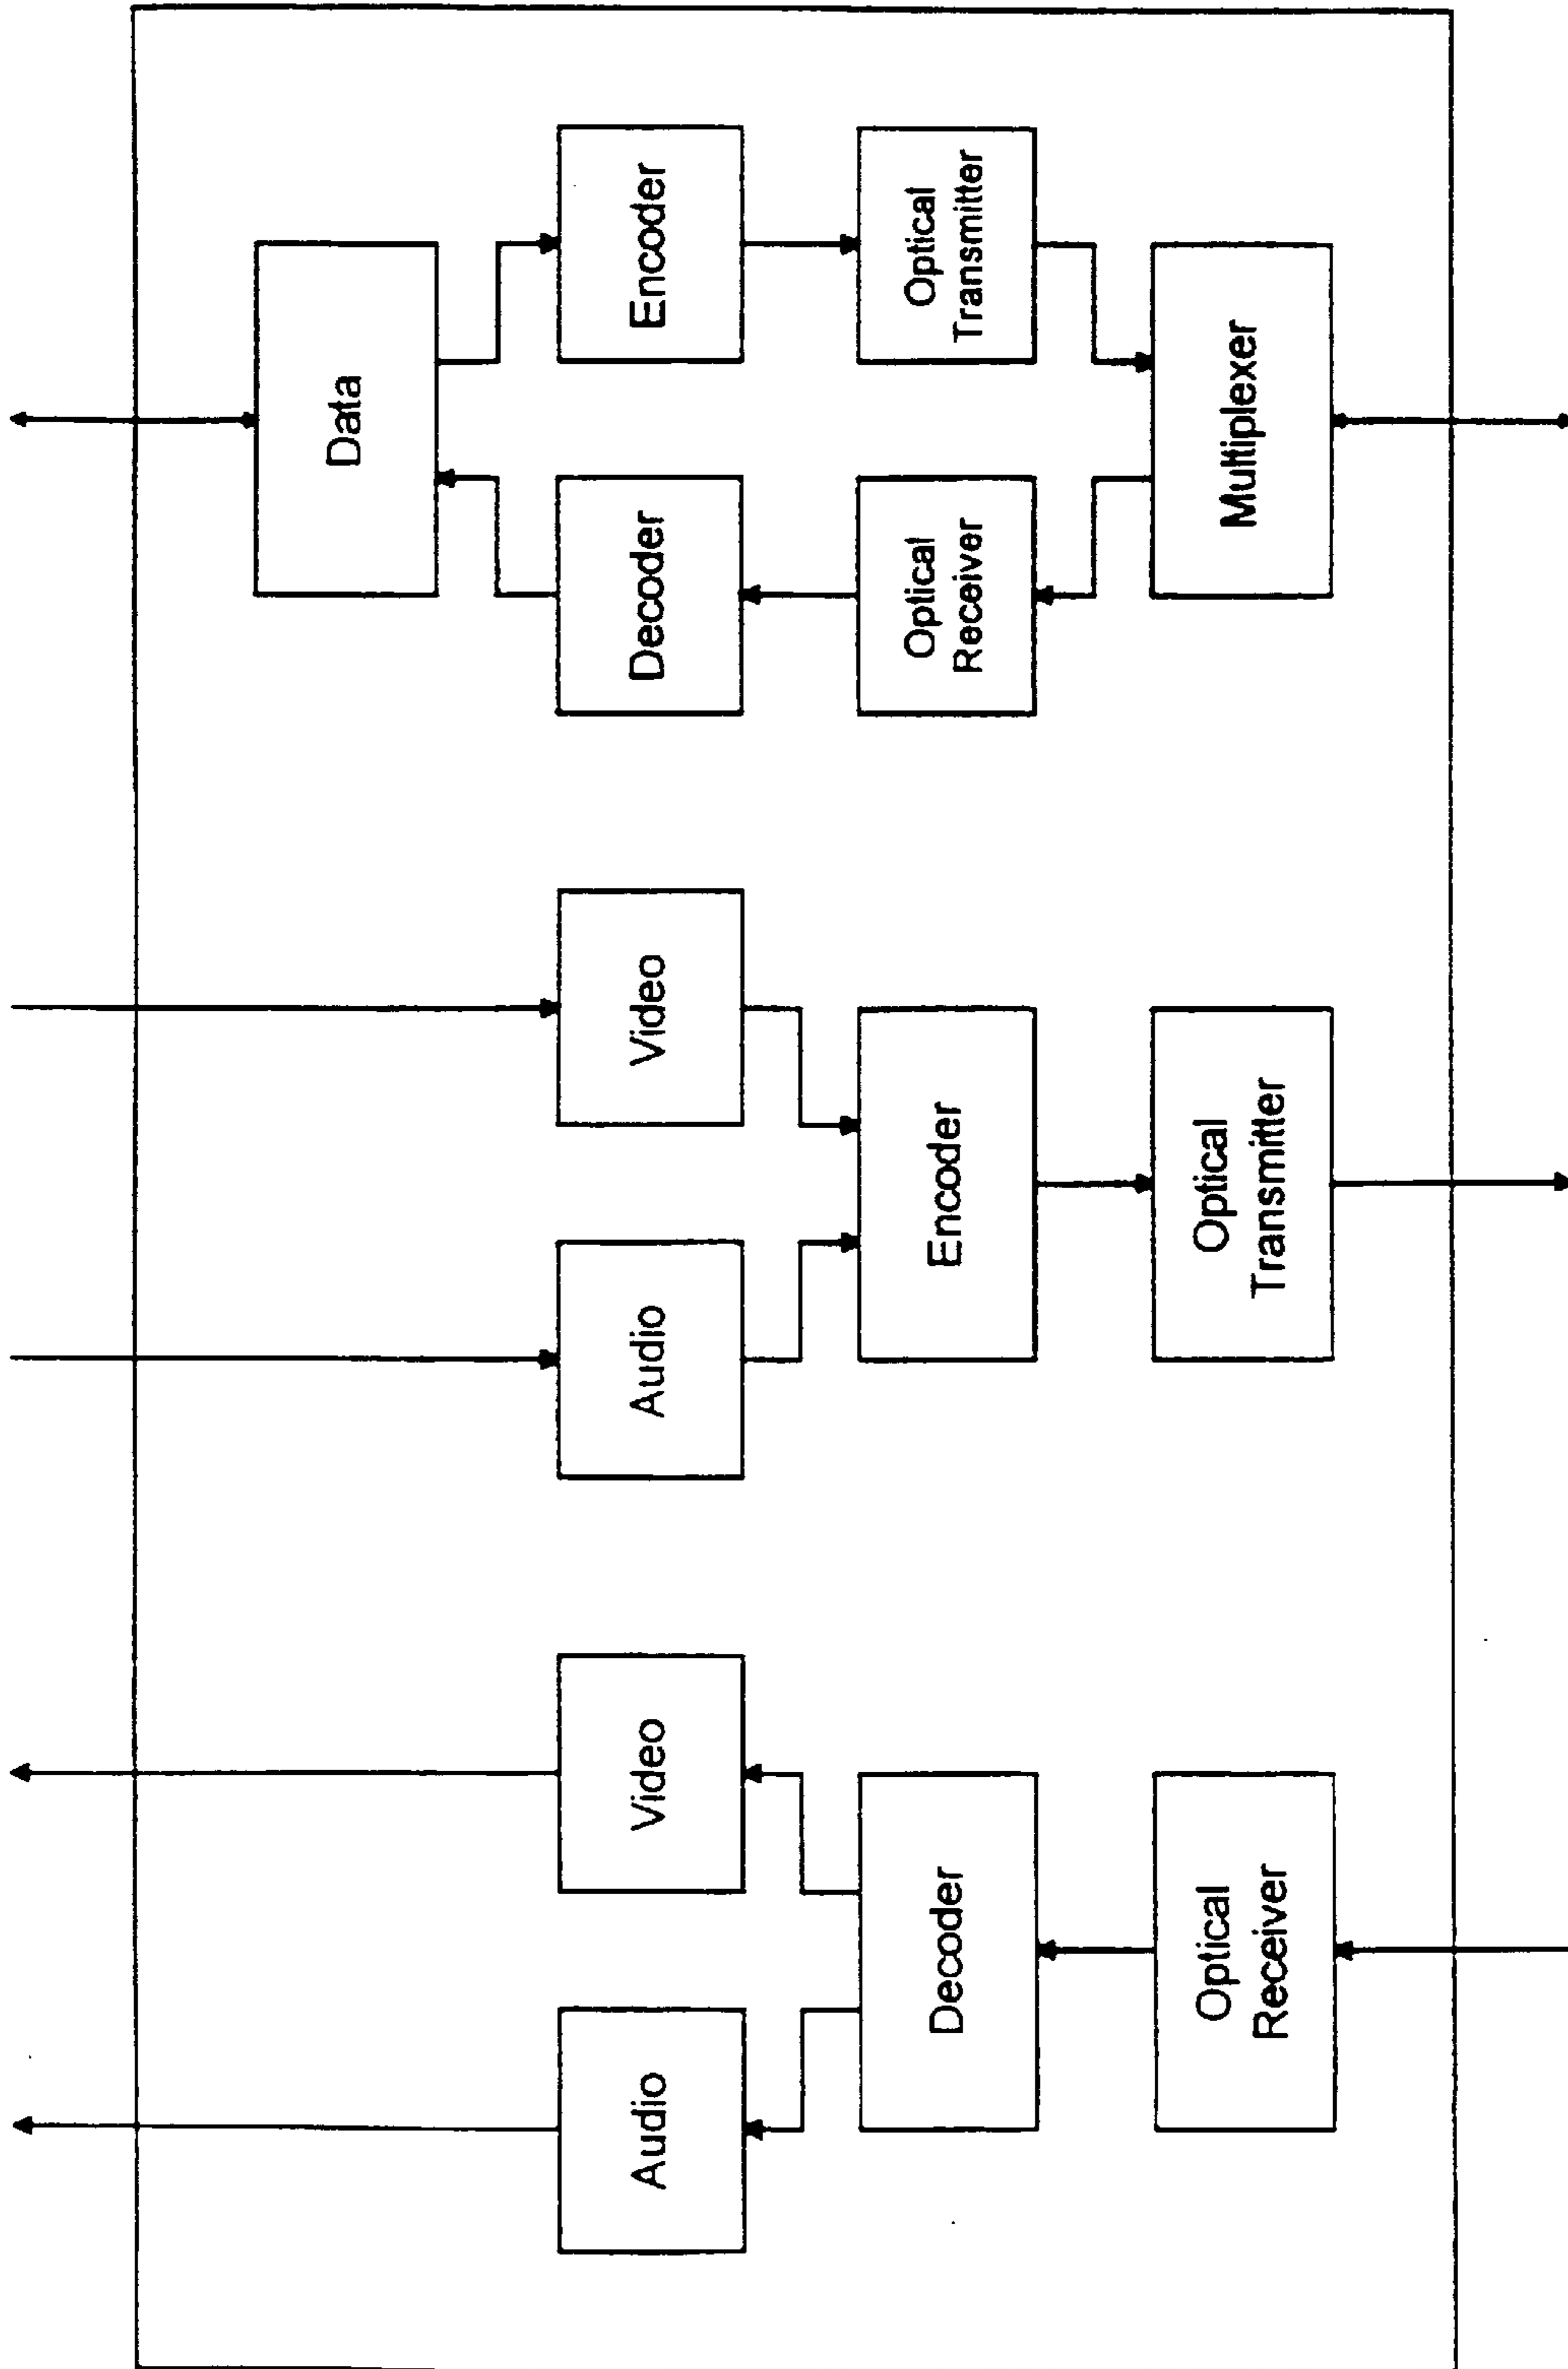 Data
Audio
Video
Audio
Video
Decoder
Encoder
Decoder
Encoder
Optical
Receiver
Optical
Transmitter
Optical
Receiver
Optical
Transmitter
Multiplexer